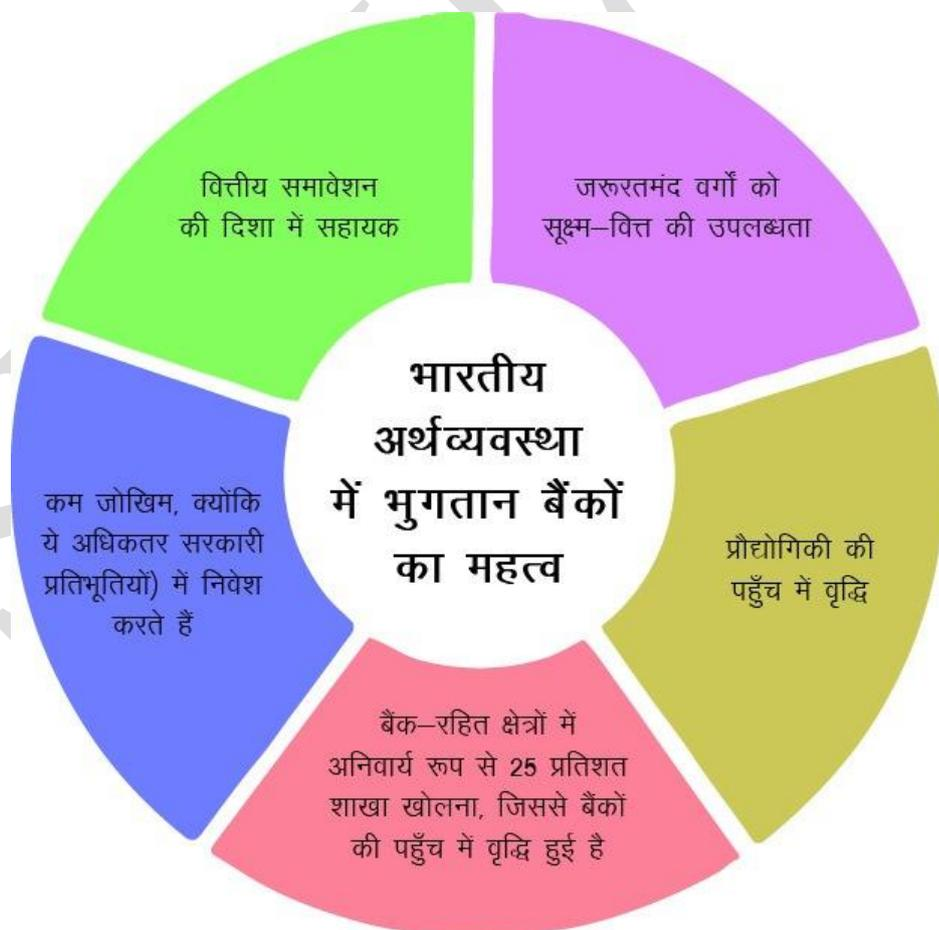 वित्तीय समावेशन
की दिशा में सहायक
जरूरतमंद वर्गों को
सूक्ष्म–वित्त की उपलब्धता
भारतीय
अर्थव्यवस्था
में भुगतान बैंकों
का महत्व
कम जोखिम, क्योंकि
ये अधिकतर सरकारी
प्रतिभूतियों) में निवेश
करते हैं
प्रौद्योगिकी की
पहुँच में वृद्धि
बैंक–रहित क्षेत्रों में
अनिवार्य रूप से 25 प्रतिशत
शाखा खोलना, जिससे बैंकों
की पहुँच में वृद्धि हुई है